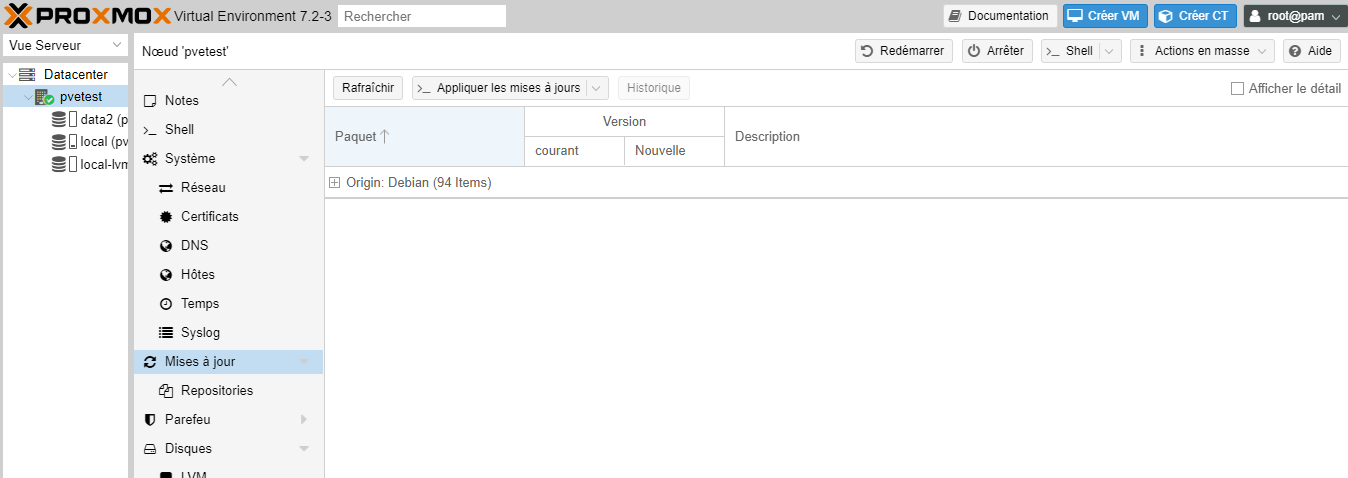 PROXMOX Virtual Environment 7.2-3 Rechercher Documentation Créer VM Créer CT root@pam
Vue Serveur
Nœud 'pvetest' Redémarrer Arrêter Shell Actions en masse Aide
Datacenter
pvetest
data2 (p
local (pv
local-lvm
Notes
Shell
Système
Réseau
Certificats
DNS
Hôtes
Temps
Syslog
Mises à jour
Repositories
Parefeu
Disques
LVM
Rafraîchir Appliquer les mises à jours Historique Afficher le détail
Paquet Version Description
courant Nouvelle
Origin: Debian (94 Items)